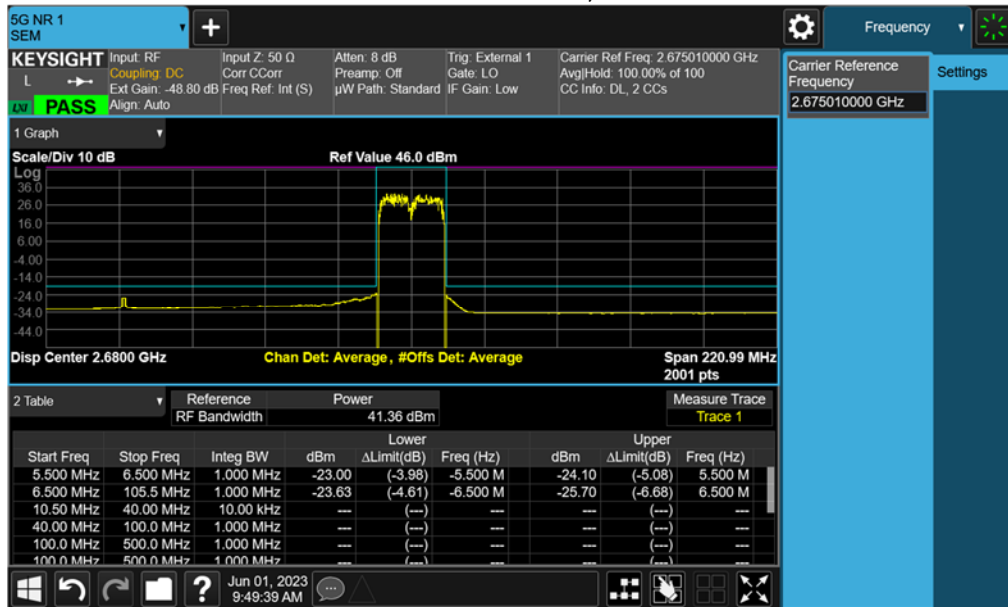 5G NR 1
SEM
+
Frequency
KEYSIGHT
L
LXI
PASS
Input: RF
Coupling: DC
Ext Gain: -48.80 dB
Align: Auto
Input Z: 50 Ω
Corr CCorr
Freq Ref: Int (S)
Atten: 8 dB
Preamp: Off
µW Path: Standard
Trig: External 1
Gate: LO
IF Gain: Low
Carrier Ref Freq: 2.675010000 GHz
Avg|Hold: 100.00% of 100
CC Info: DL, 2 CCs
Carrier Reference
Frequency
2.675010000 GHz
Settings
1 Graph
Scale/Div 10 dB
Ref Value 46.0 dBm
Log
36.0
26.0
16.0
6.00
-4.00
-14.0
-24.0
-34.0
-44.0
Disp Center 2.6800 GHz
Chan Det: Average, #Offs Det: Average
Span 220.99 MHz
2001 pts
2 Table
Reference Power Measure Trace
RF Bandwidth 41.36 dBm Trace 1
Lower Upper
Start Freq Stop Freq Integ BW dBm ΔLimit(dB) Freq (Hz) dBm ΔLimit(dB) Freq (Hz)
5.500 MHz 6.500 MHz 1.000 MHz -23.00 (-3.98) -5.500 M -24.10 (-5.08) 5.500 M
6.500 MHz 105.5 MHz 1.000 MHz -23.63 (-4.61) -6.500 M -25.70 (-6.68) 6.500 M
10.50 MHz 40.00 MHz 10.00 kHz --- (---) --- --- (---) ---
40.00 MHz 100.0 MHz 1.000 MHz --- (---) --- --- (---) ---
100.0 MHz 500.0 MHz 1.000 MHz --- (---) --- --- (---) ---
100.0 MHz 500.0 MHz 1.000 MHz --- (---) --- --- (---) ---
?
Jun 01, 2023
9:49:39 AM